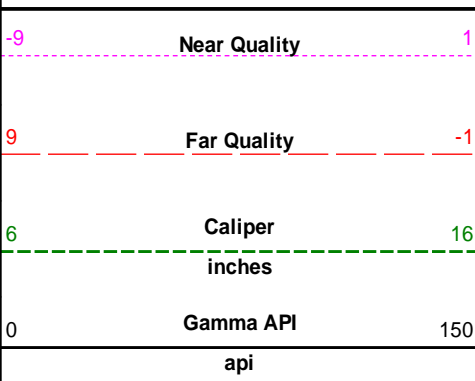 -9 Near Quality 1
9 Far Quality -1
6 Caliper 16
inches
0 Gamma API 150
api